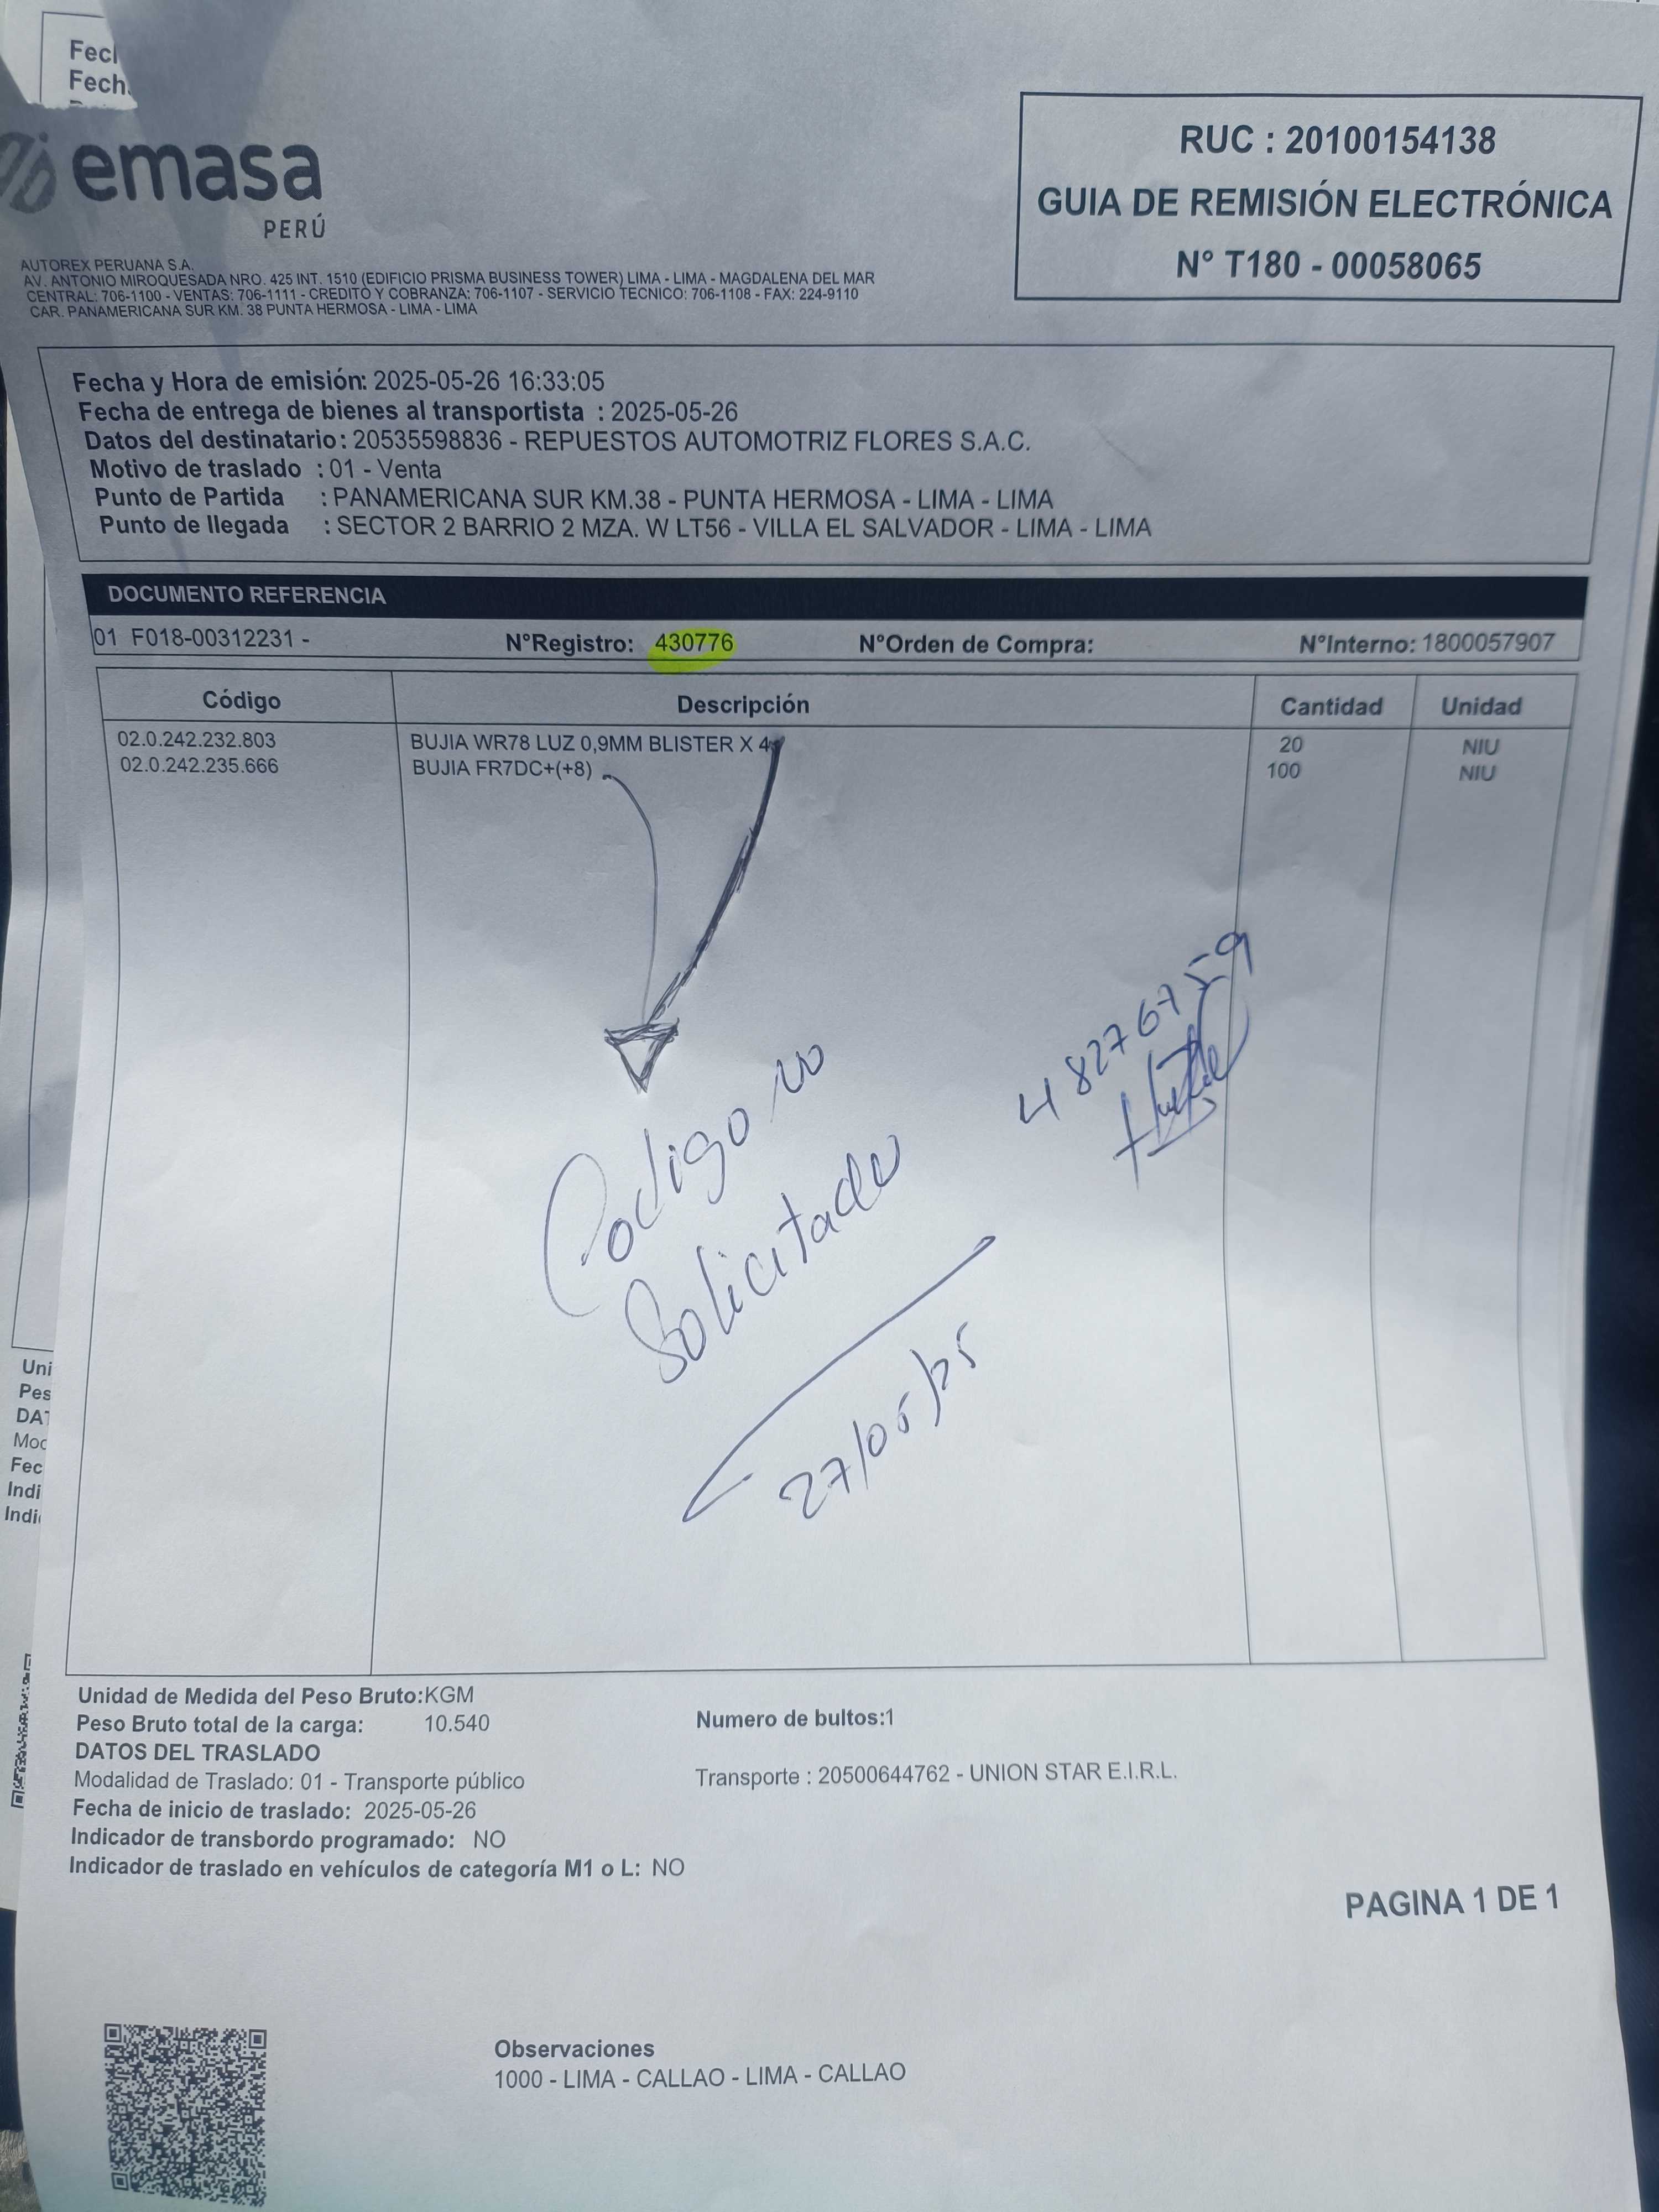 emasa
PERÚ
RUC : 20100154138
GUIA DE REMISIÓN ELECTRÓNICA
N° T180 - 00058065
AUTOREX PERUANA S.A.
AV. ANTONIO MIROQUESADA NRO. 425 INT. 1510 (EDIFICIO PRISMA BUSINESS TOWER) LIMA - LIMA - MAGDALENA DEL MAR
CENTRAL: 706-1100 - VENTAS: 706-1111 - CREDITO Y COBRANZA: 706-1107 - SERVICIO TECNICO: 706-1108 - FAX: 224-9110
CAR. PANAMERICANA SUR KM. 38 PUNTA HERMOSA - LIMA - LIMA
Fecha y Hora de emisión: 2025-05-26 16:33:05
Fecha de entrega de bienes al transportista : 2025-05-26
Datos del destinatario: 20535598836 - REPUESTOS AUTOMOTRIZ FLORES S.A.C.
Motivo de traslado : 01 - Venta
Punto de Partida : PANAMERICANA SUR KM.38 - PUNTA HERMOSA - LIMA - LIMA
Punto de llegada : SECTOR 2 BARRIO 2 MZA. W LT56 - VILLA EL SALVADOR - LIMA - LIMA
DOCUMENTO REFERENCIA
01 F018-00312231 - N°Registro: 430776 N°Orden de Compra: N°Interno: 1800057907
Código Descripción Cantidad Unidad
02.0.242.232.803 BUJIA WR78 LUZ 0,9MM BLISTER X 4 20 NIU
02.0.242.235.666 BUJIA FR7DC+(+8) 100 NIU
48276759
Codigo no
Solicitado
27/05/25
Unidad de Medida del Peso Bruto:KGM
Peso Bruto total de la carga: 10.540 Numero de bultos:1
DATOS DEL TRASLADO
Modalidad de Traslado: 01 - Transporte público Transporte : 20500644762 - UNION STAR E.I.R.L.
Fecha de inicio de traslado: 2025-05-26
Indicador de transbordo programado: NO
Indicador de traslado en vehículos de categoría M1 o L: NO
PAGINA 1 DE 1
Observaciones
1000 - LIMA - CALLAO - LIMA - CALLAO